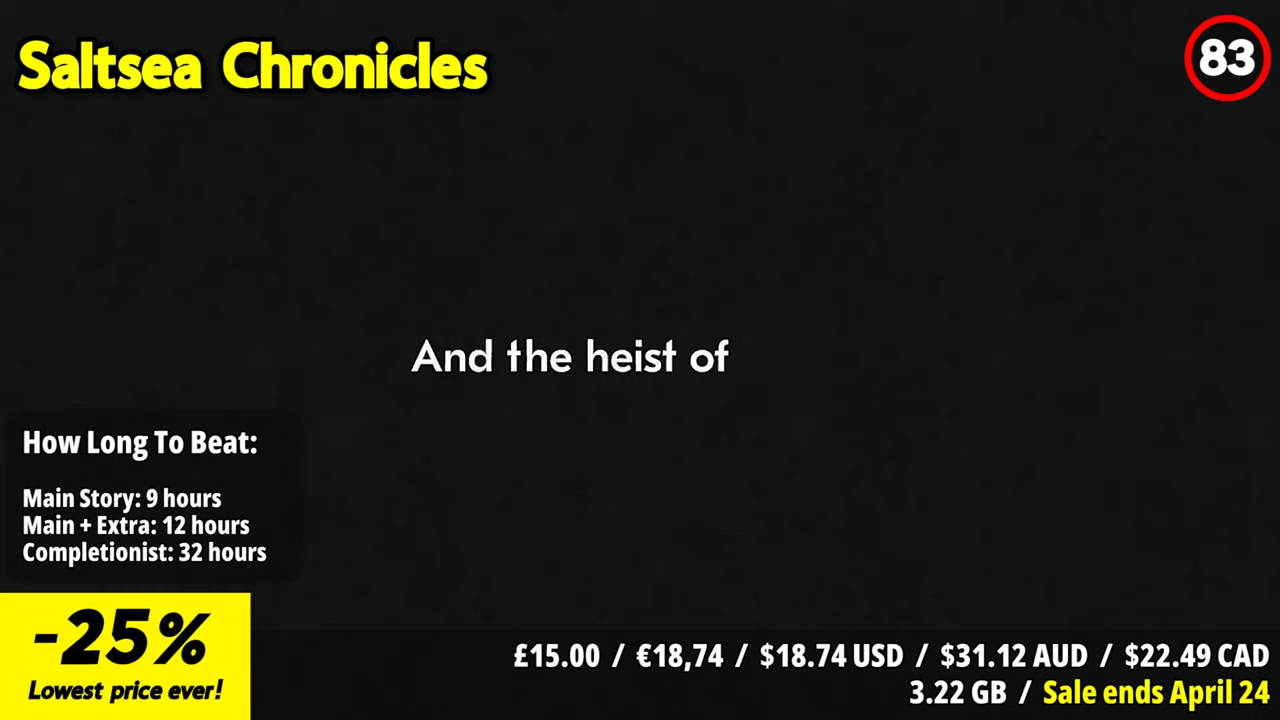 Saltsea Chronicles
83
And the heist of
How Long To Beat:
Main Story: 9 hours
Main + Extra: 12 hours
Completionist: 32 hours
-25%
Lowest price ever!
£15.00 / €18,74 / $18.74 USD / $31.12 AUD / $22.49 CAD
3.22 GB / Sale ends April 24